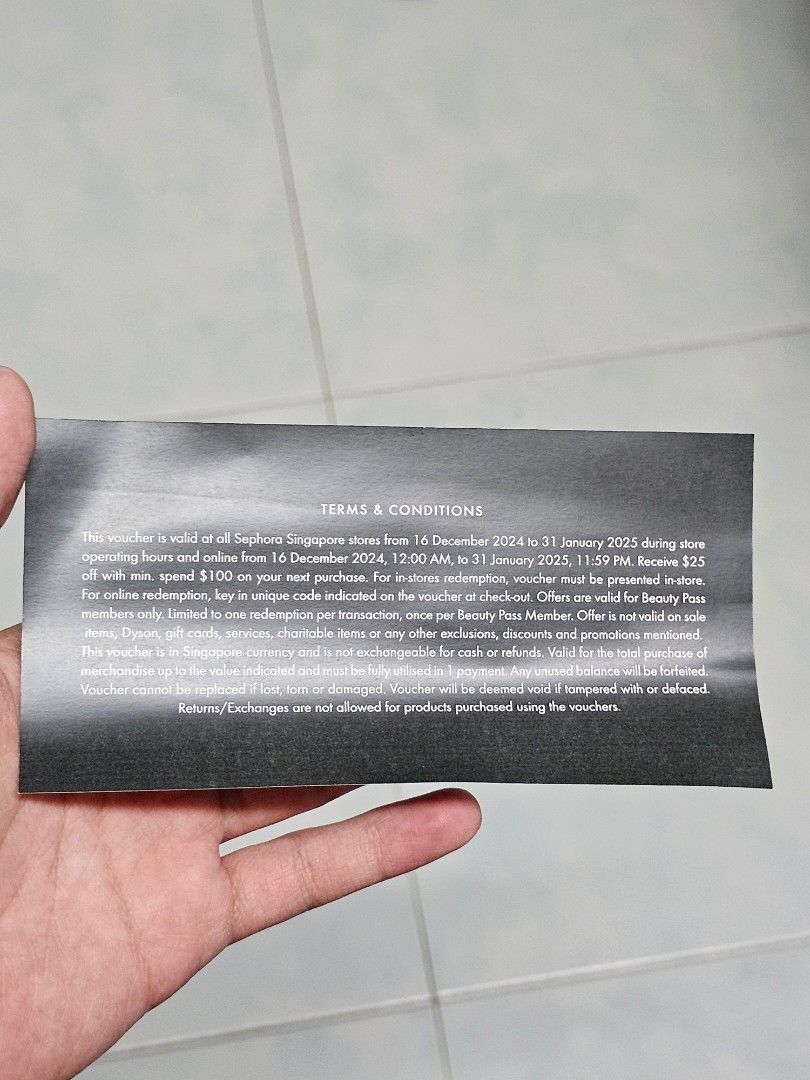 TERMS & CONDITIONS
This voucher is valid at all Sephora Singapore stores from 16 December 2024 to 31 January 2025 during store
operating hours and online from 16 December 2024, 12:00 AM, to 31 January 2025, 11:59 PM. Receive $25
off with min. spend $100 on your next purchase. For in-stores redemption, voucher must be presented in-store.
For online redemption, key in unique code indicated on the voucher at check-out. Offers are valid for Beauty Pass
members only. Limited to one redemption per transaction, once per Beauty Pass Member. Offer is not valid on sale
items, Dyson, gift cards, services, charitable items or any other exclusions, discounts and promotions mentioned.
This voucher is in Singapore currency and is not exchangeable for cash or refunds. Valid for the total purchase of
merchandise up to the value indicated and must be fully utilised in 1 payment. Any unused balance will be forfeited.
Voucher cannot be replaced if lost, torn or damaged. Voucher will be deemed void if tampered with or defaced.
Returns/Exchanges are not allowed for products purchased using the vouchers.